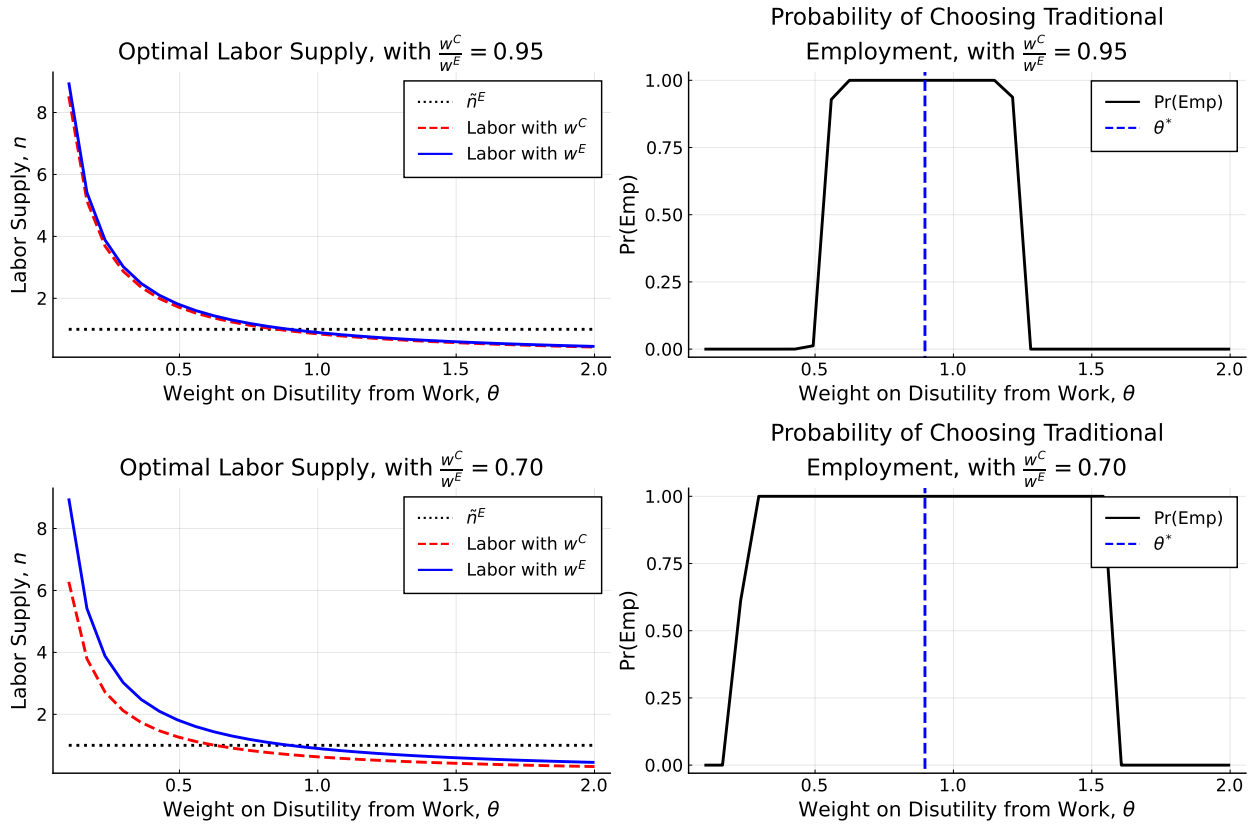 Optimal Labor Supply, with w^C/w^E = 0.95
Labor Supply, n
8
6
4
2
0.5
1.0
1.5
2.0
Weight on Disutility from Work, θ
ñ^E
Labor with w^C
Labor with w^E
Probability of Choosing Traditional
Employment, with w^C/w^E = 0.95
Pr(Emp)
1.00
0.75
0.50
0.25
0.00
0.5
1.0
1.5
2.0
Weight on Disutility from Work, θ
Pr(Emp)
θ*
Optimal Labor Supply, with w^C/w^E = 0.70
Labor Supply, n
8
6
4
2
0.5
1.0
1.5
2.0
Weight on Disutility from Work, θ
ñ^E
Labor with w^C
Labor with w^E
Probability of Choosing Traditional
Employment, with w^C/w^E = 0.70
Pr(Emp)
1.00
0.75
0.50
0.25
0.00
0.5
1.0
1.5
2.0
Weight on Disutility from Work, θ
Pr(Emp)
θ*